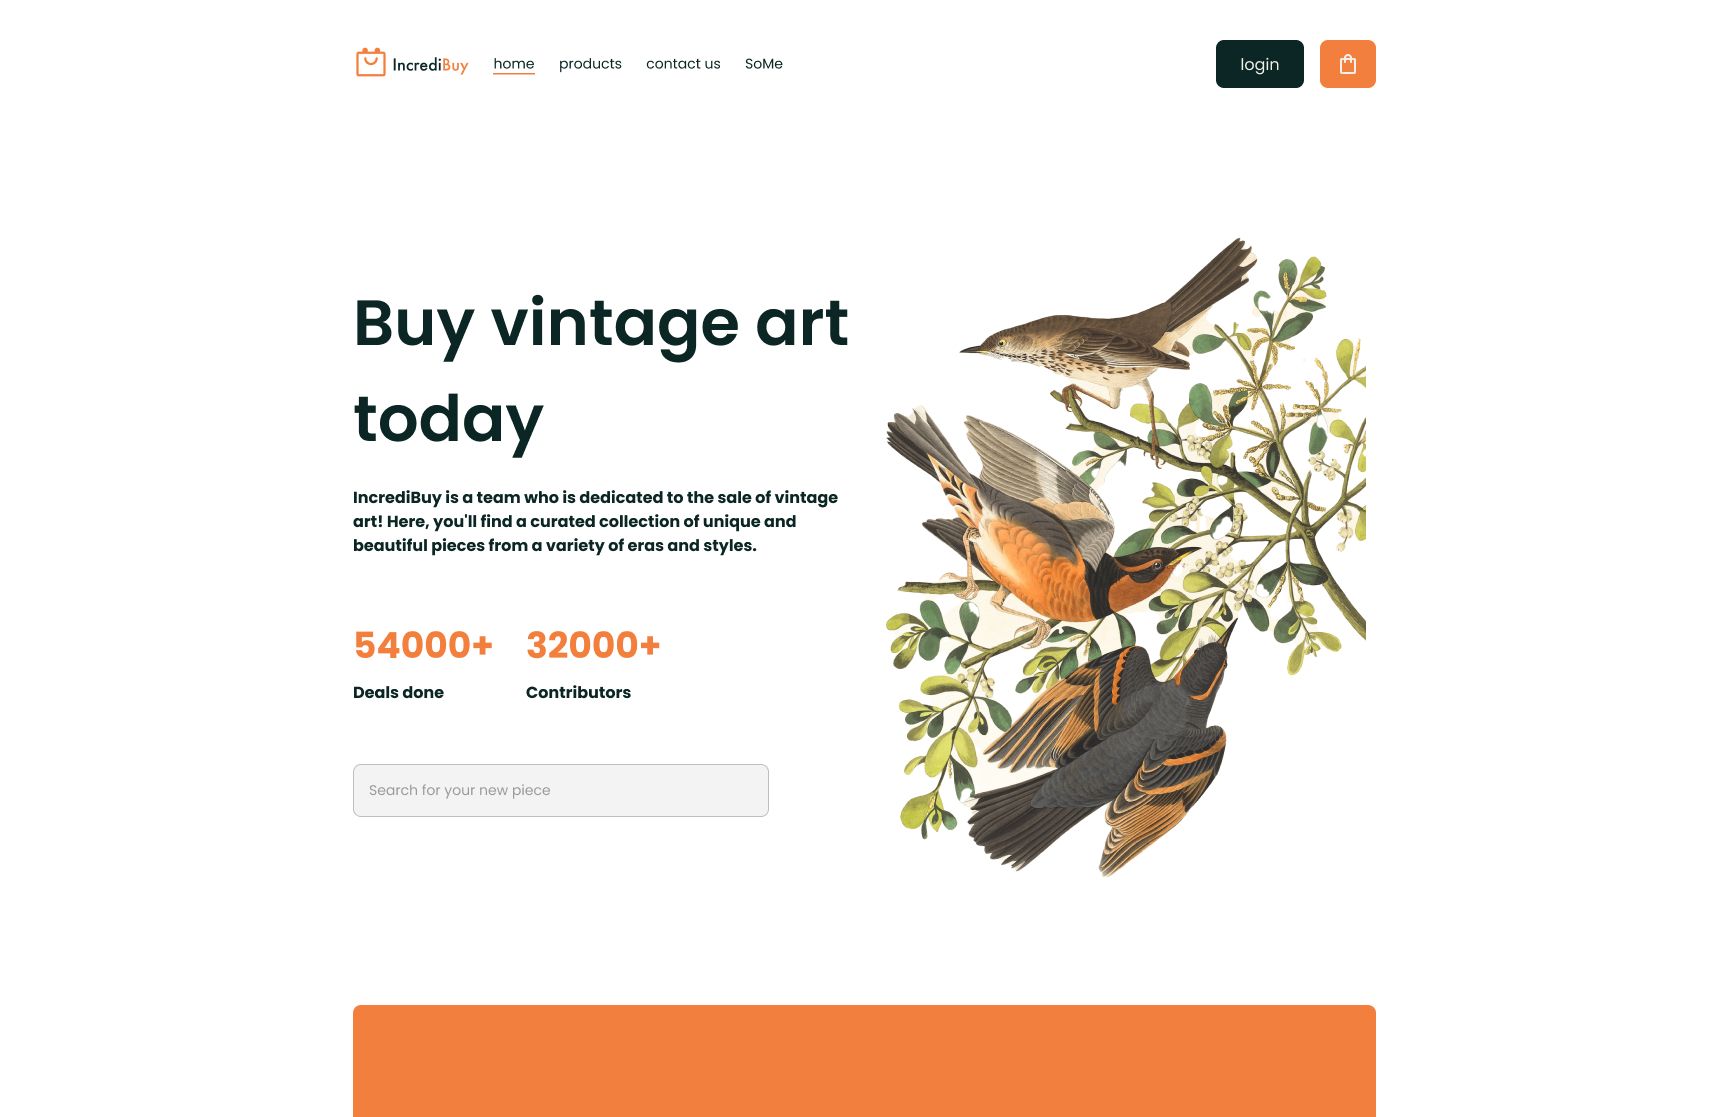 IncrediBuy
home
products
contact us
SoMe
login
Buy vintage art
today
IncrediBuy is a team who is dedicated to the sale of vintage
art! Here, you'll find a curated collection of unique and
beautiful pieces from a variety of eras and styles.
54000+
32000+
Deals done
Contributors
Search for your new piece